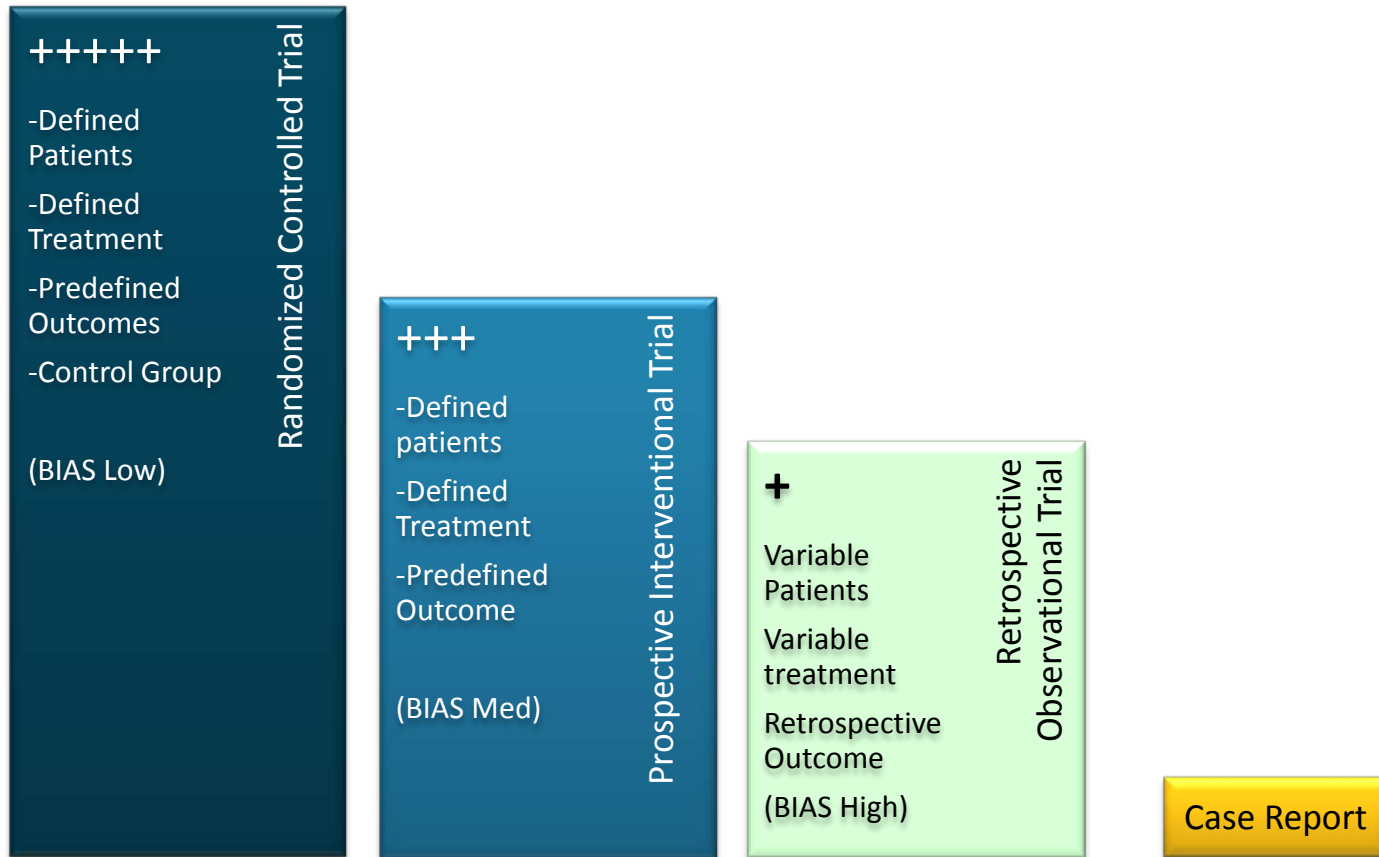 +++++
-Defined
Patients
-Defined
Treatment
-Predefined
Outcomes
-Control Group
(BIAS Low)
Randomized Controlled Trial
+++
-Defined
patients
-Defined
Treatment
-Predefined
Outcome
(BIAS Med)
Prospective Interventional Trial
+
Variable
Patients
Variable
treatment
Retrospective
Outcome
(BIAS High)
Retrospective
Observational Trial
Case Report